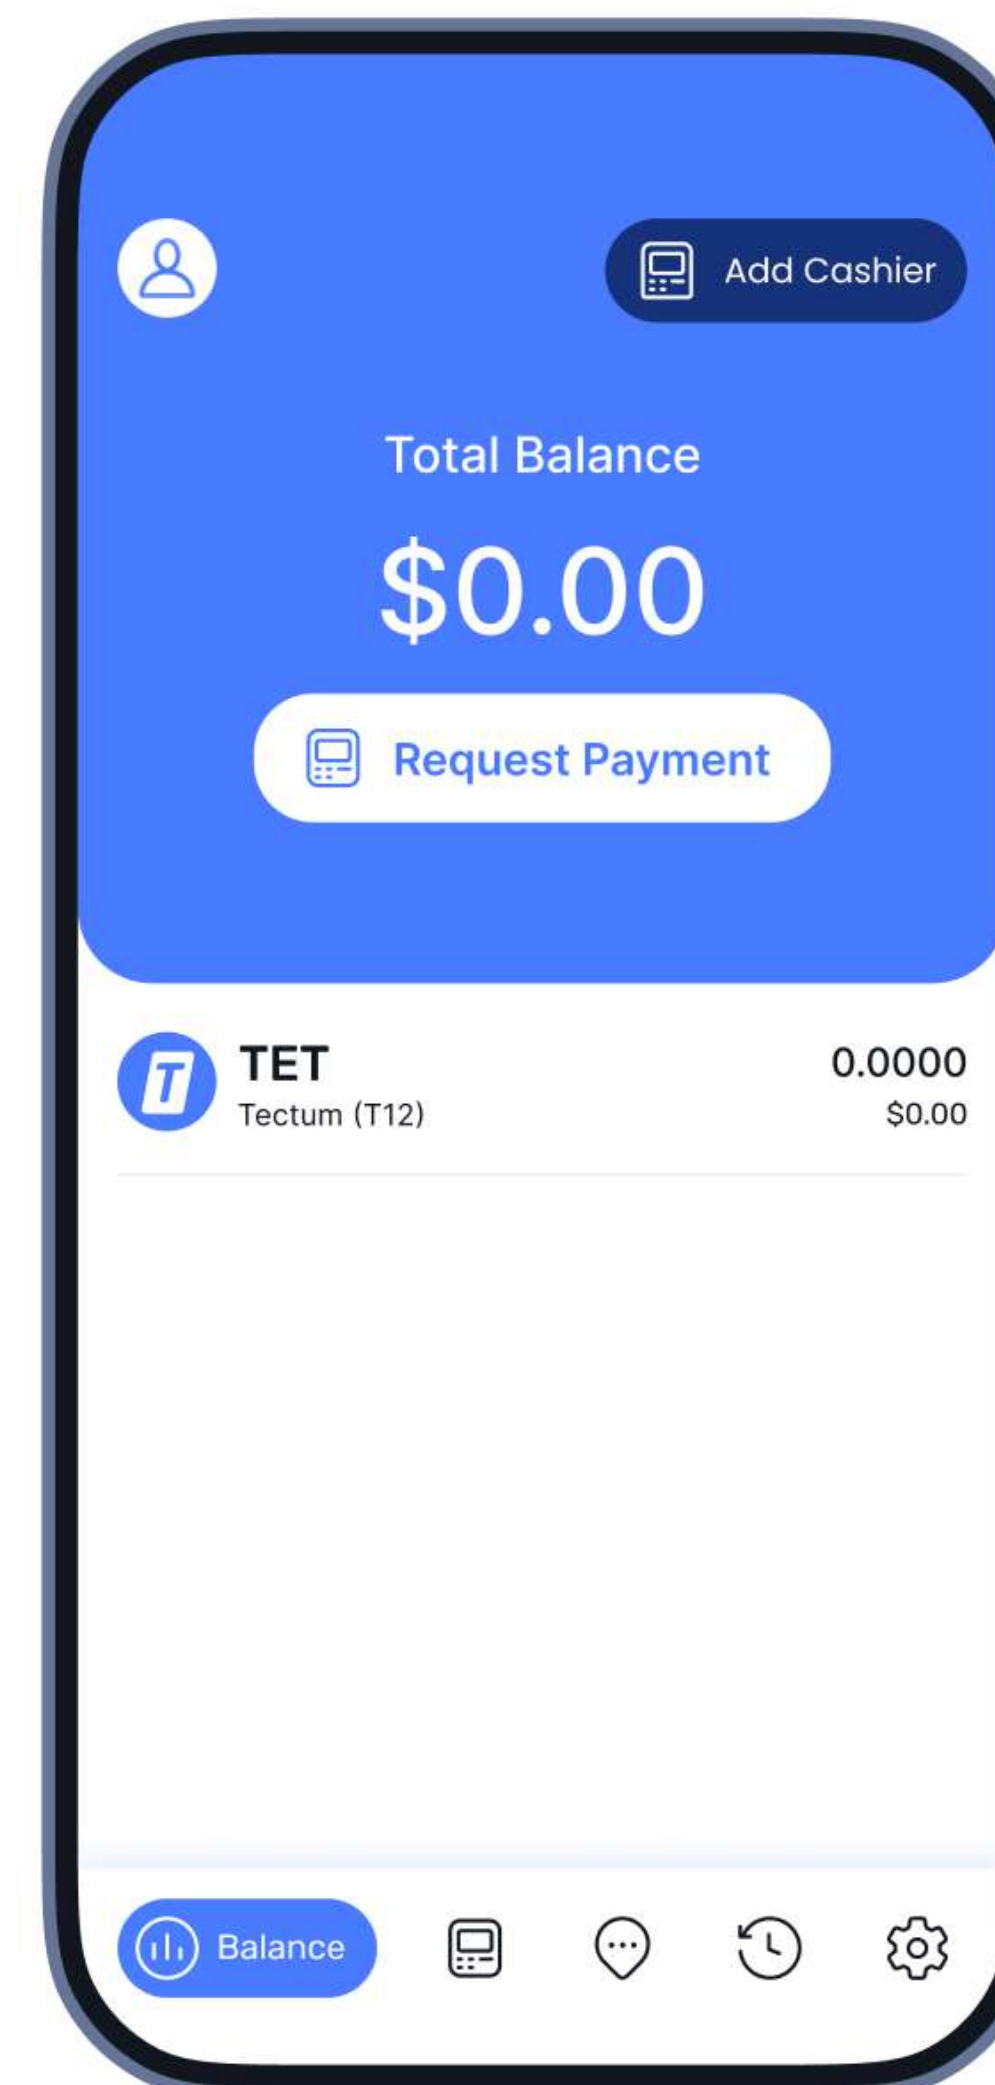 Add Cashier
Total Balance
$0.00
Request Payment
TET
0.0000
Tectum (T12)
$0.00
Balance